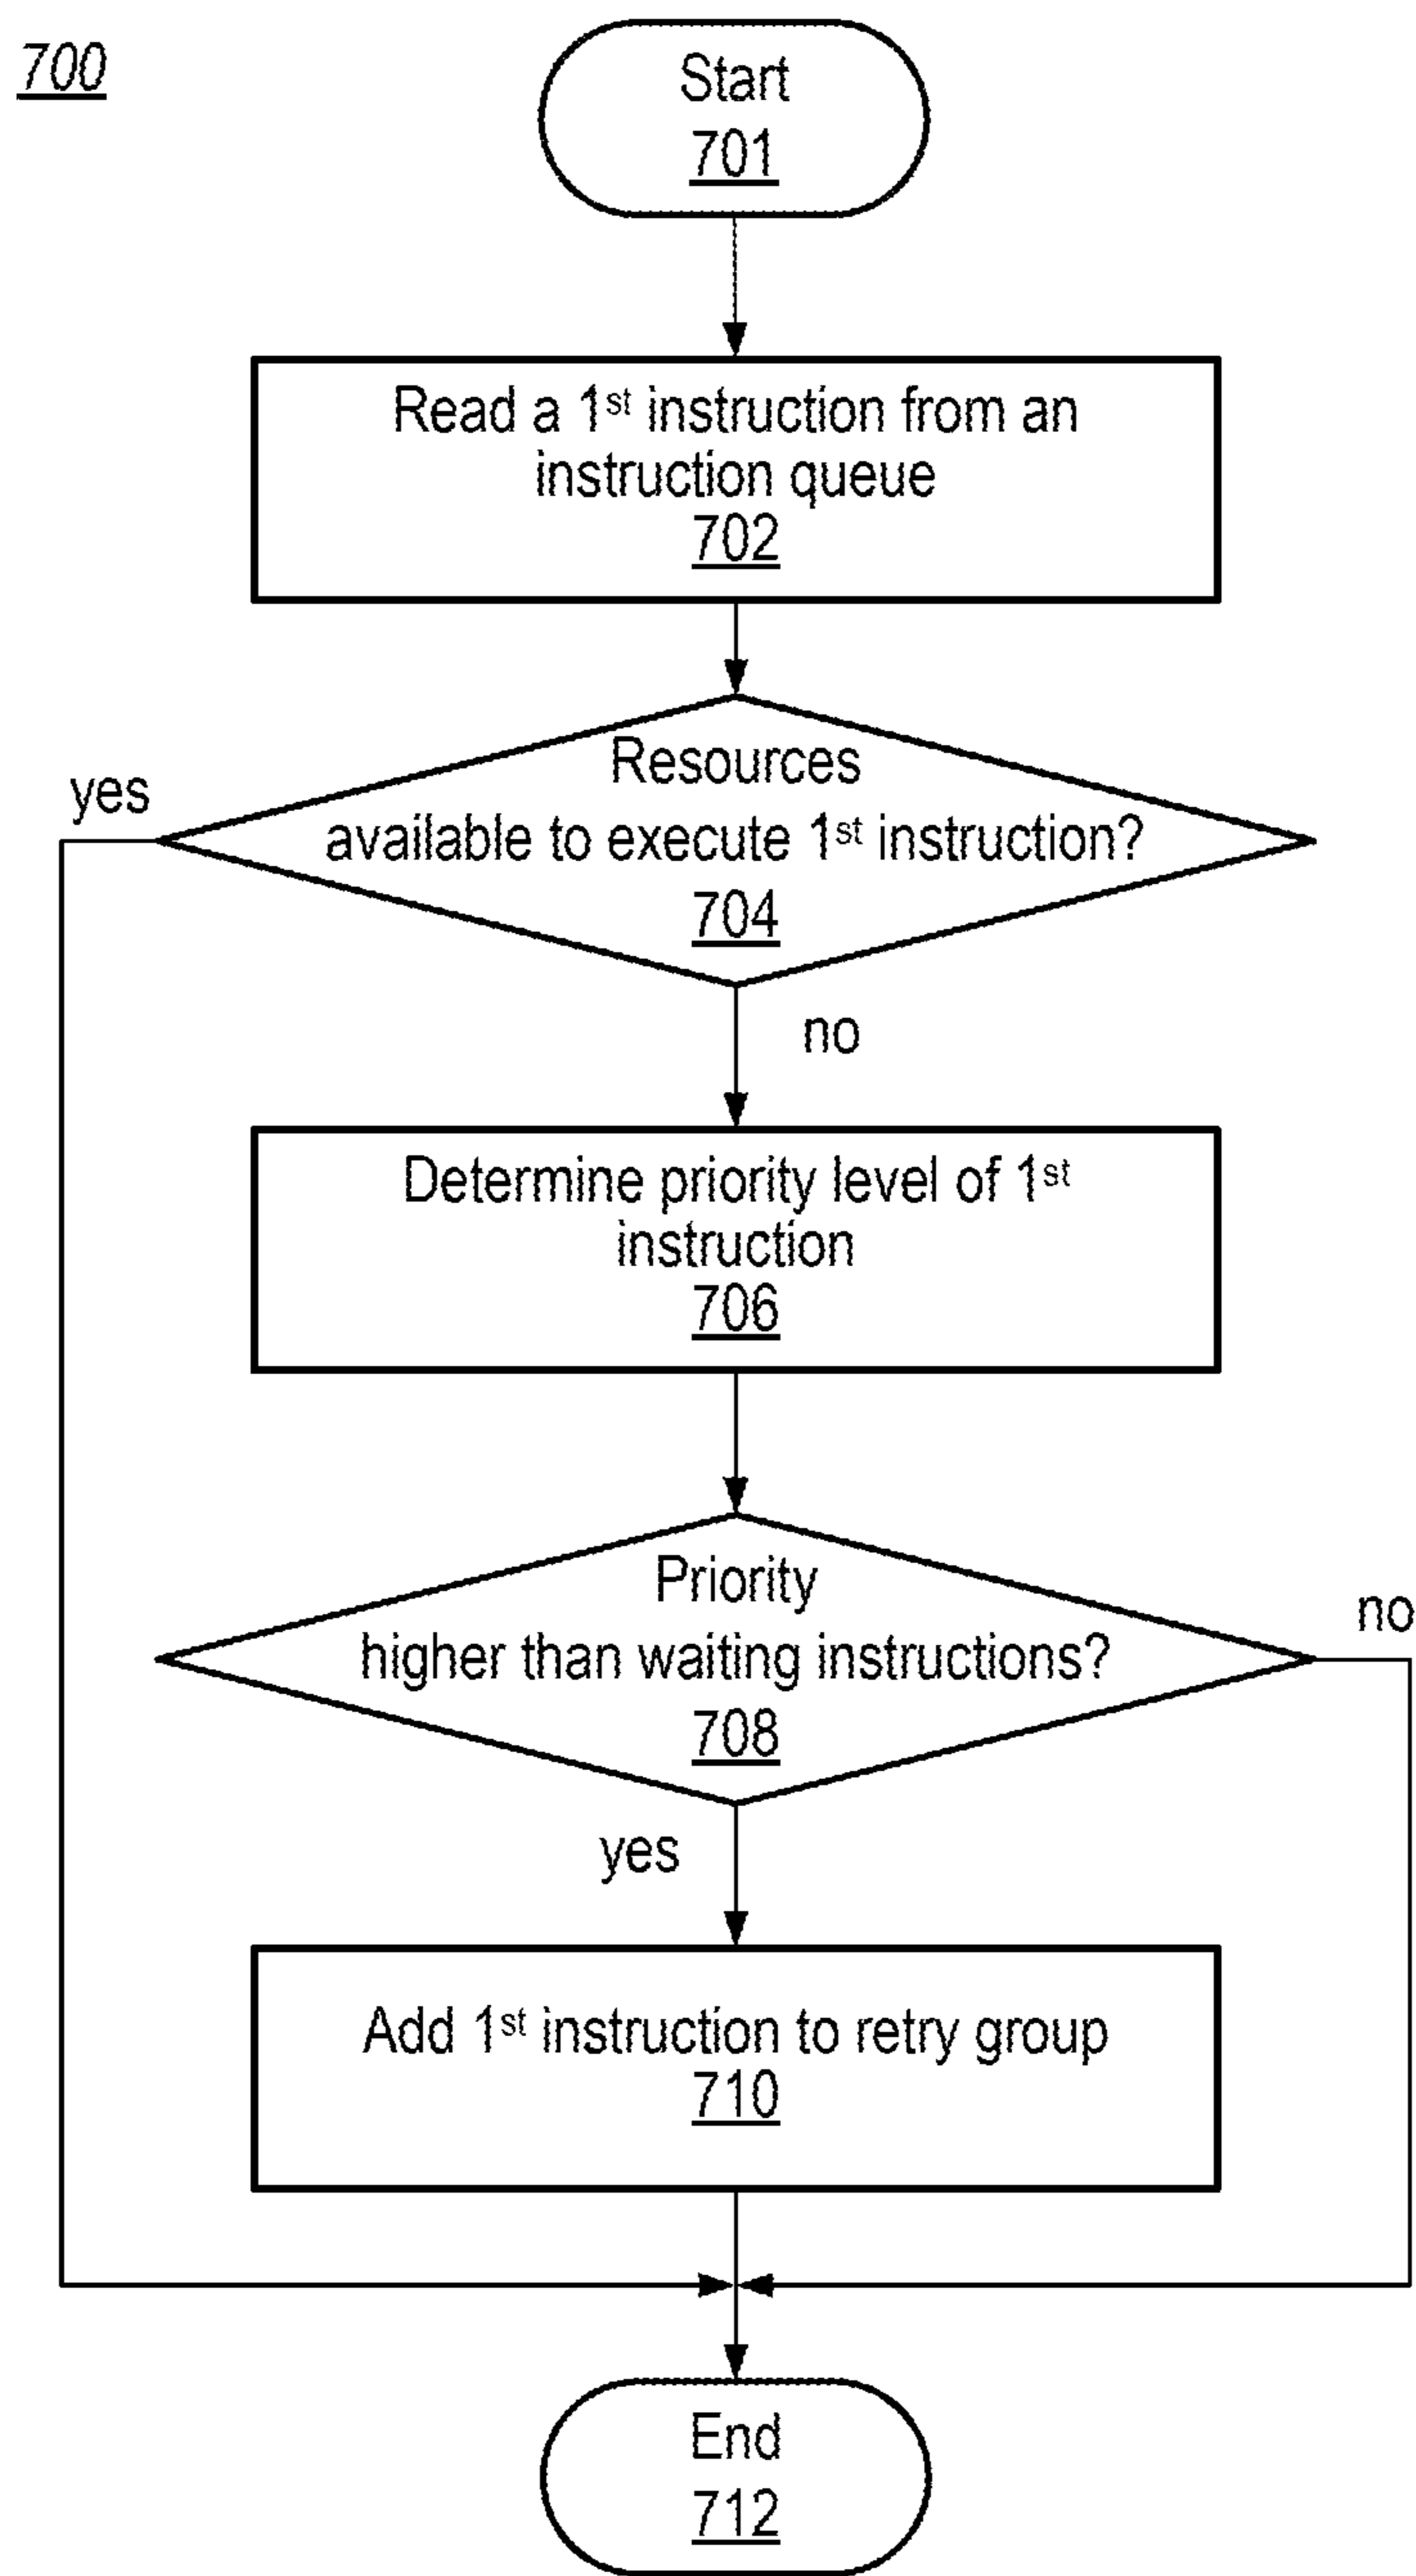 700
Start
701
Read a 1st instruction from an
instruction queue
702
Resources
available to execute 1st instruction?
704
yes
no
Determine priority level of 1st
instruction
706
Priority
higher than waiting instructions?
708
no
yes
Add 1st instruction to retry group
710
End
712